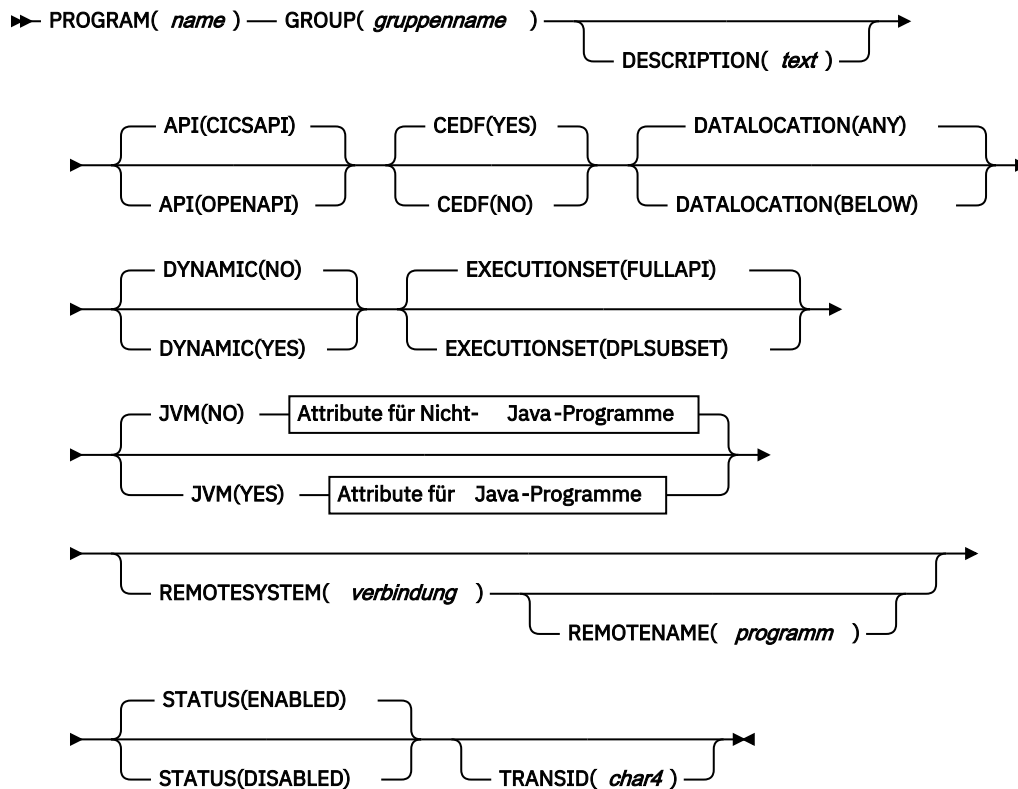 PROGRAM( name ) GROUP( gruppenname )
DESCRIPTION( text )
API(CICSAPI) CEDF(YES) DATALOCATION(ANY)
API(OPENAPI) CEDF(NO) DATALOCATION(BELOW)
DYNAMIC(NO) EXECUTIONSET(FULLAPI)
DYNAMIC(YES) EXECUTIONSET(DPLSUBSET)
JVM(NO) Attribute für Nicht- Java -Programme
JVM(YES) Attribute für Java -Programme
REMOTESYSTEM( verbindung )
REMOTENAME( programm )
STATUS(ENABLED)
STATUS(DISABLED) TRANSID( char4 )